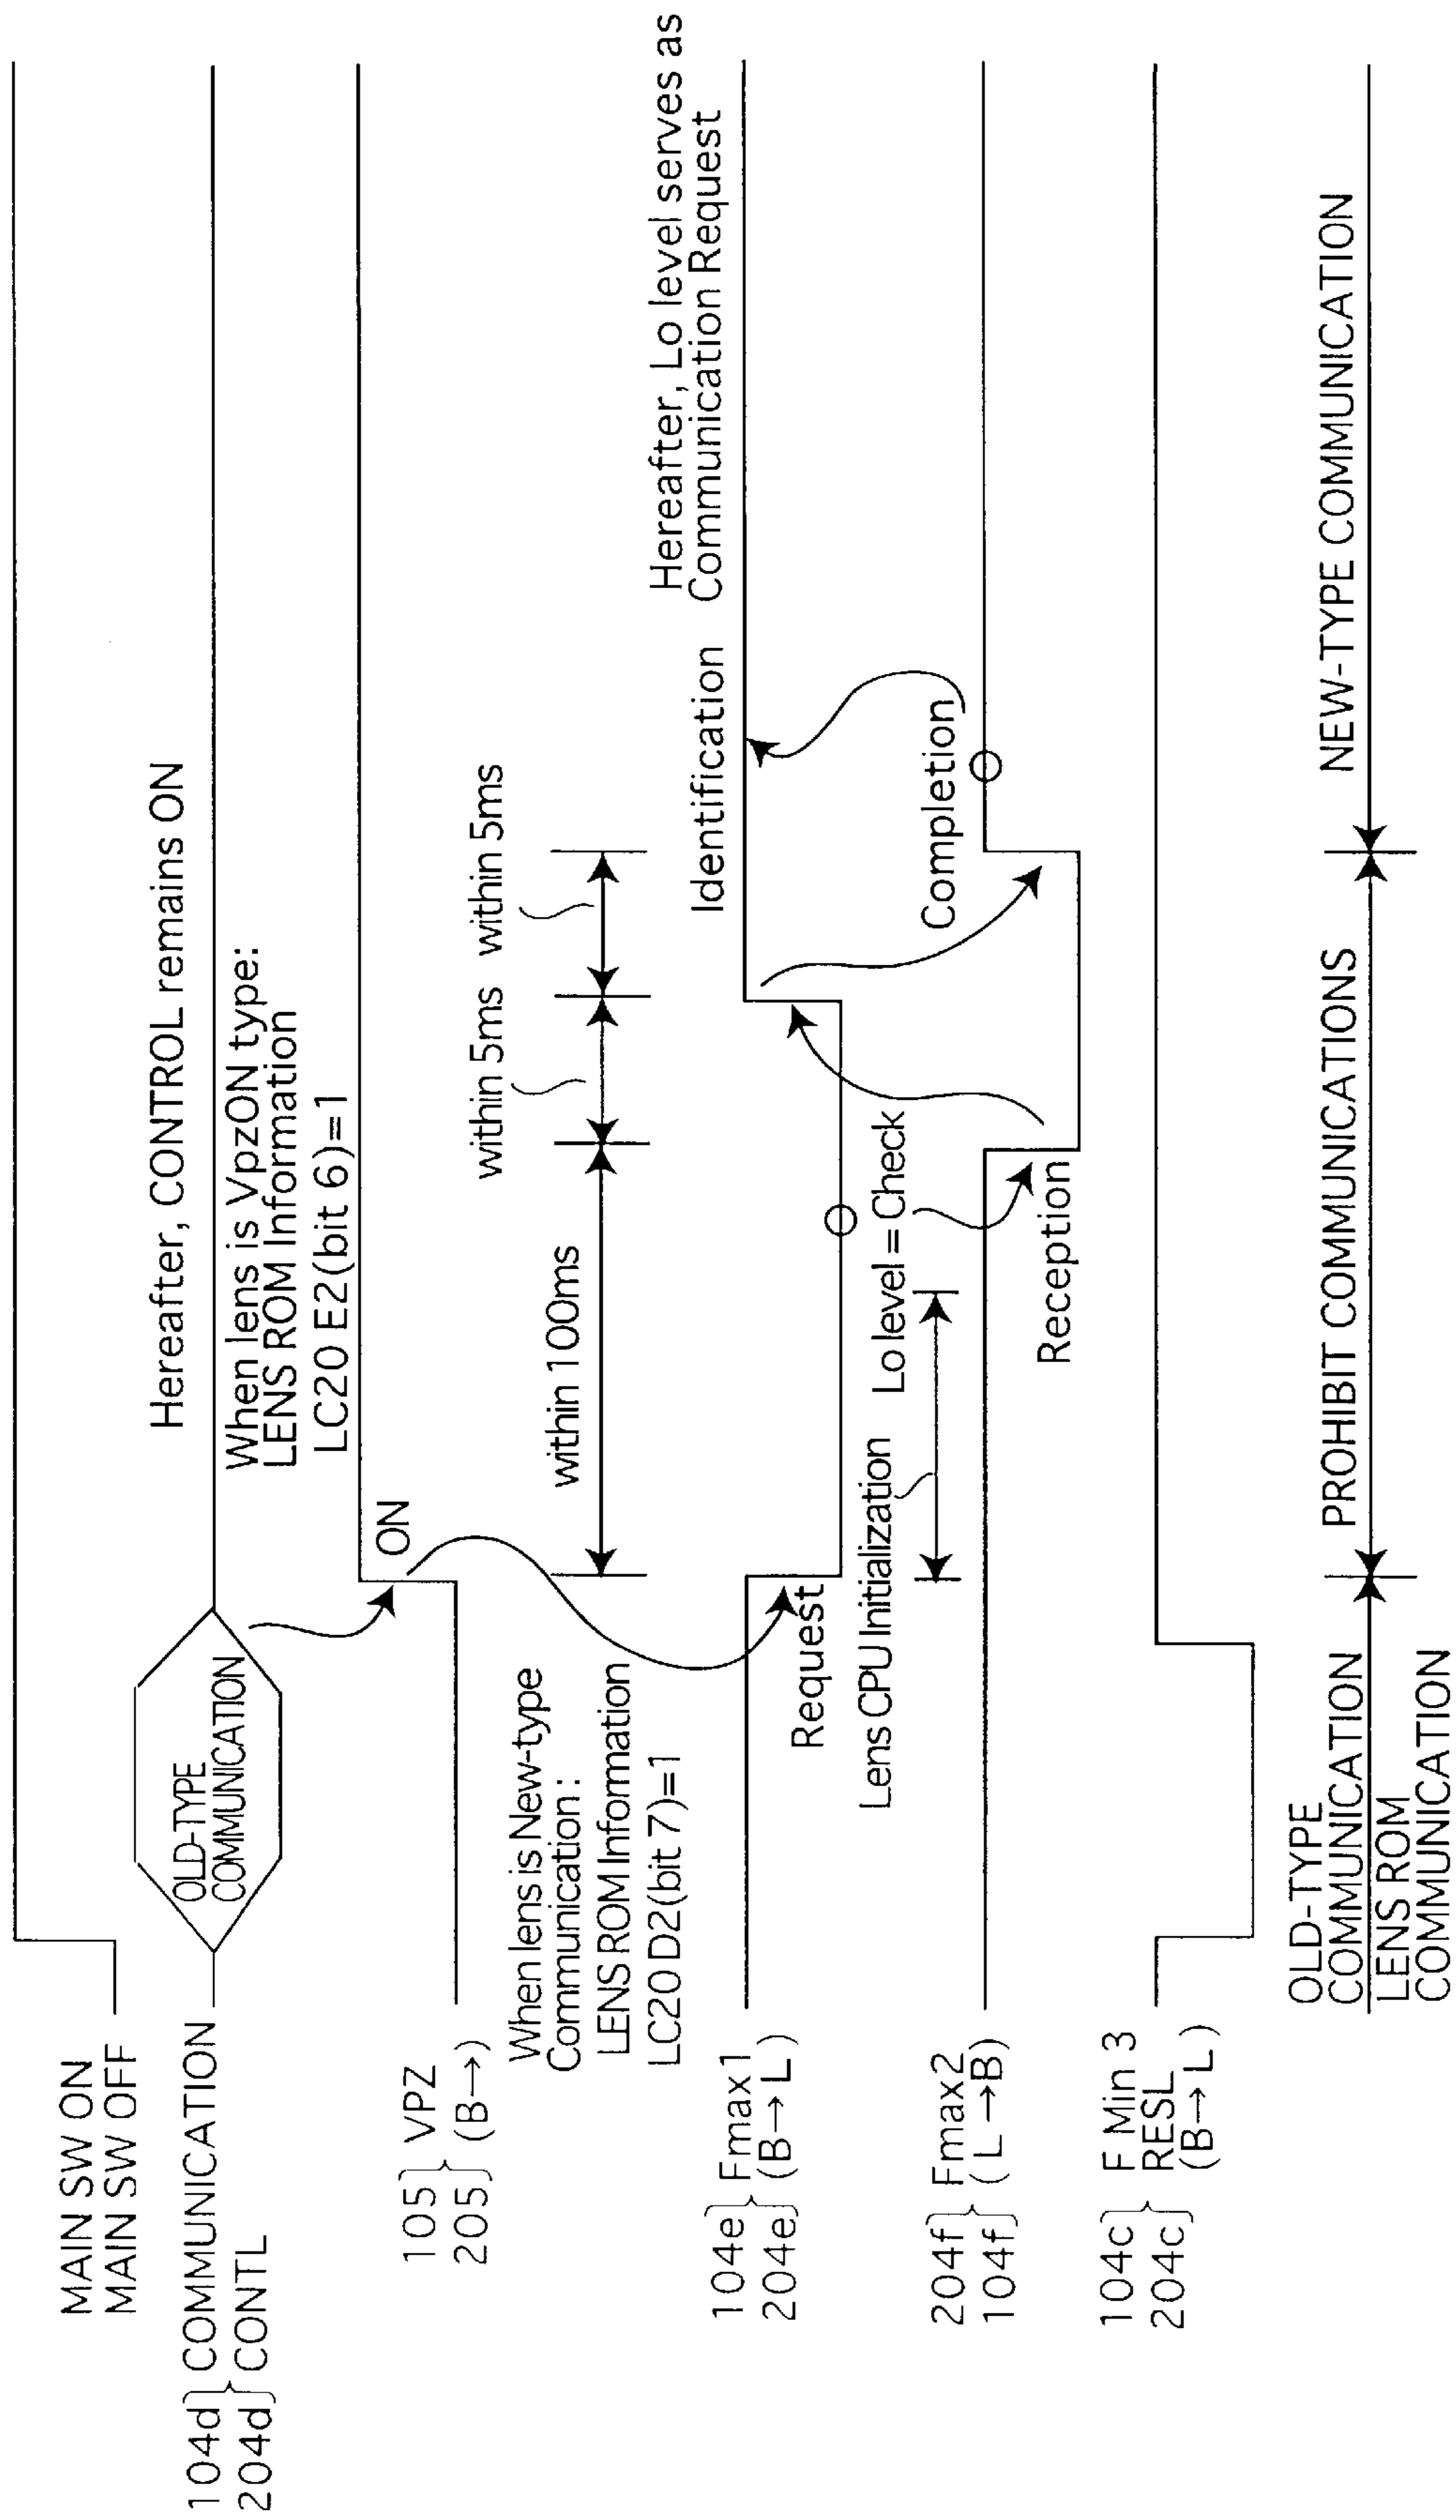 MAIN SW ON
MAIN SW OFF
104d} COMMUNICATION
204d} CONTL
OLD-TYPE
COMMUNICATION
Hereafter, CONTROL remains ON
When lens is VpzON type:
LENS ROM Information
LC20 E2(bit 6)=1
105} VPZ
205} (B→)
ON
When lens is New-type
Communication:
LENS ROM Information
LC20 D2(bit 7)=1
within 100ms
within 5ms
within 5ms
104e} Fmax1
204e} (B→L)
Request
Identification
Hereafter, Lo level serves as
Communication Request
Lens CPU Initialization
Lo level = Check
Completion
204f} Fmax2
104f} (L→B)
Reception
104c} F Min 3
204c} RESL
(B→L)
OLD-TYPE
COMMUNICATION
LENS ROM
COMMUNICATION
PROHIBIT COMMUNICATIONS
NEW-TYPE COMMUNICATION